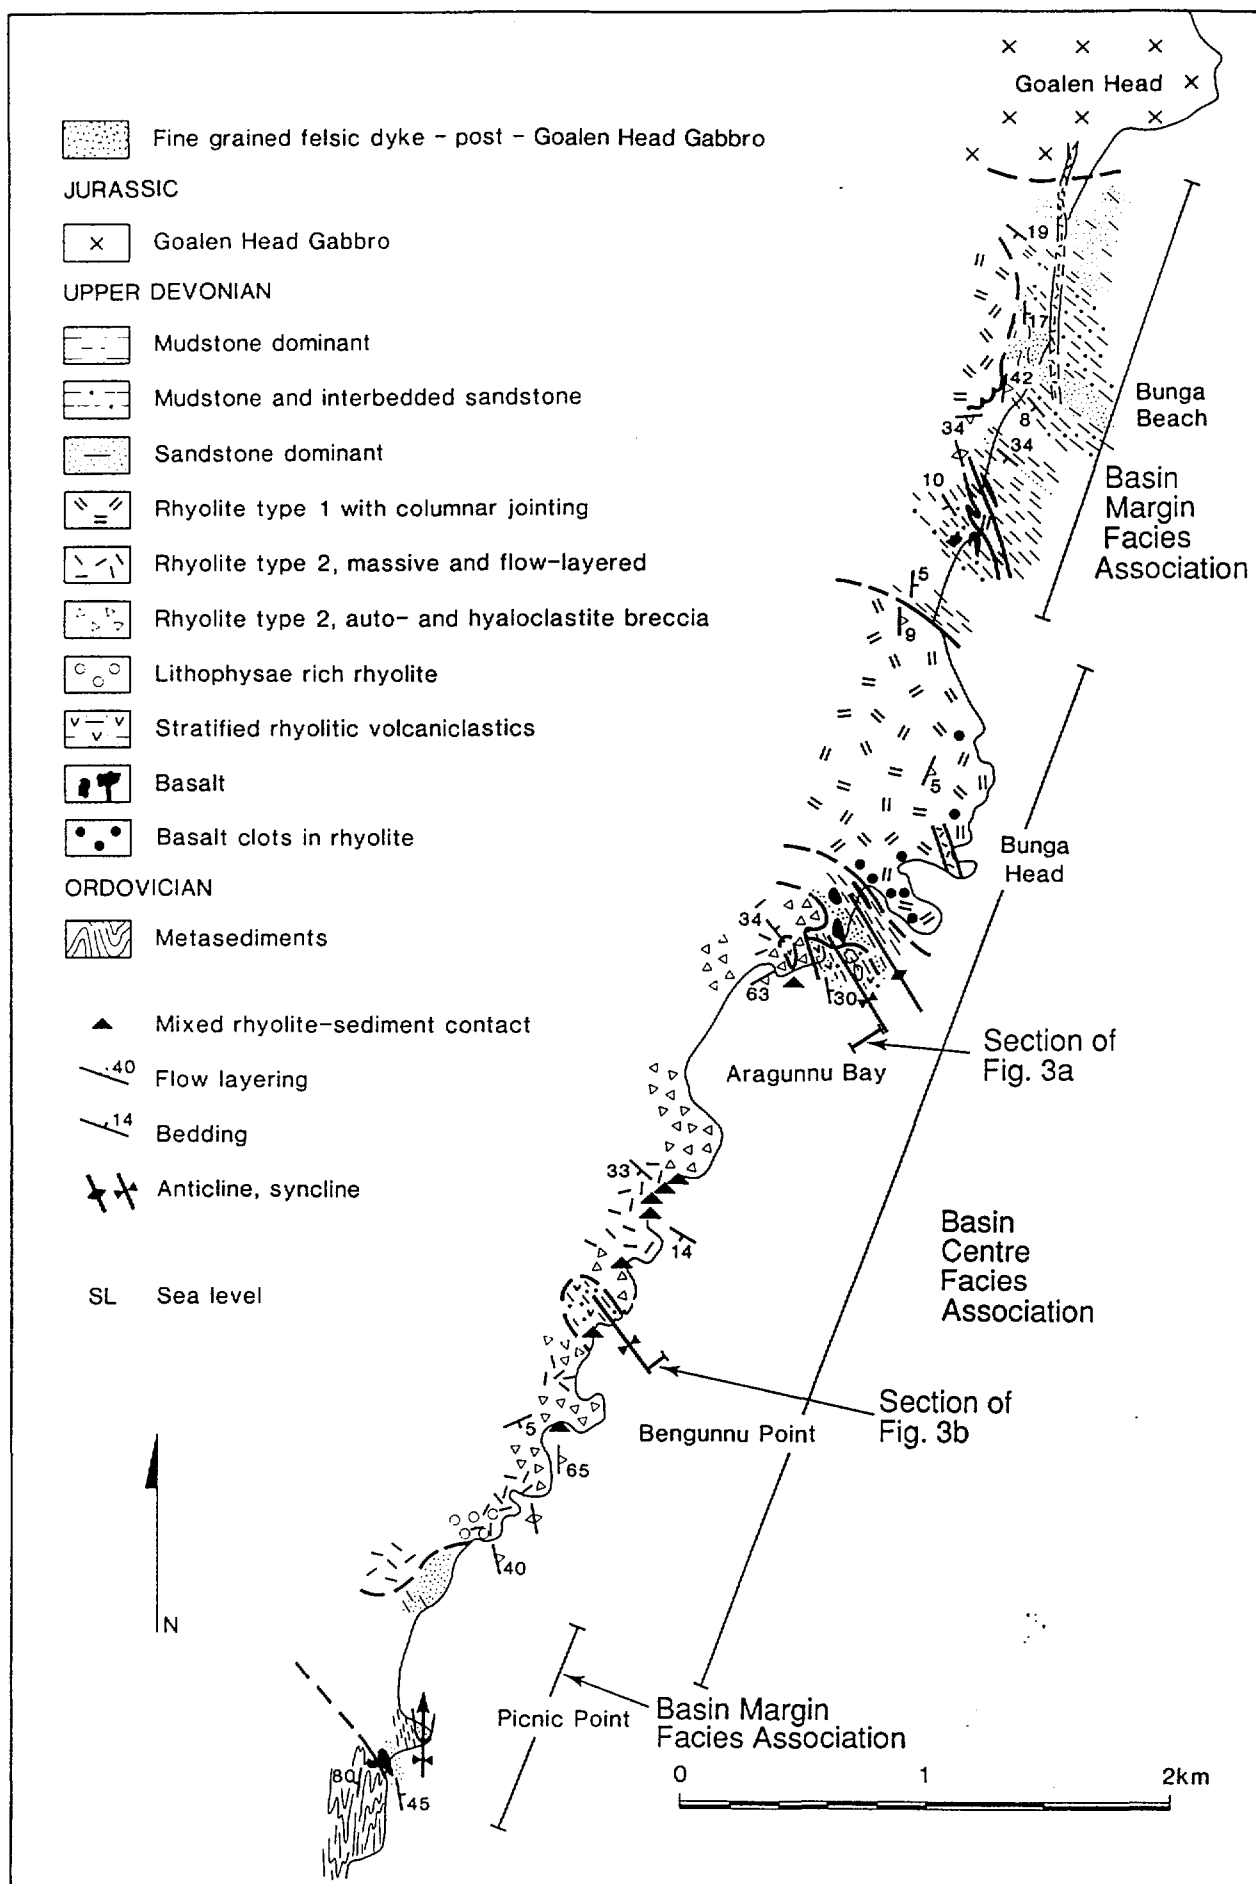 Fine grained felsic dyke - post - Goalen Head Gabbro
JURASSIC
Goalen Head Gabbro
UPPER DEVONIAN
Mudstone dominant
Mudstone and interbedded sandstone
Sandstone dominant
Rhyolite type 1 with columnar jointing
Rhyolite type 2, massive and flow-layered
Rhyolite type 2, auto- and hyaloclastite breccia
Lithophysae rich rhyolite
Stratified rhyolitic volcaniclastics
Basalt
Basalt clots in rhyolite
ORDOVICIAN
Metasediments
Mixed rhyolite-sediment contact
40
Flow layering
14
Bedding
Anticline, syncline
SL Sea level
N
Goalen Head
19
17
42
34
8
34
10
5
9
Bunga
Beach
Basin
Margin
Facies
Association
5
Bunga
Head
34
63
30
Section of
Fig. 3a
Aragunnu Bay
33
14
Basin
Centre
Facies
Association
Section of
Fig. 3b
Bengunnu Point
5
65
40
Picnic Point
Basin Margin
Facies Association
80
45
0 1 2km